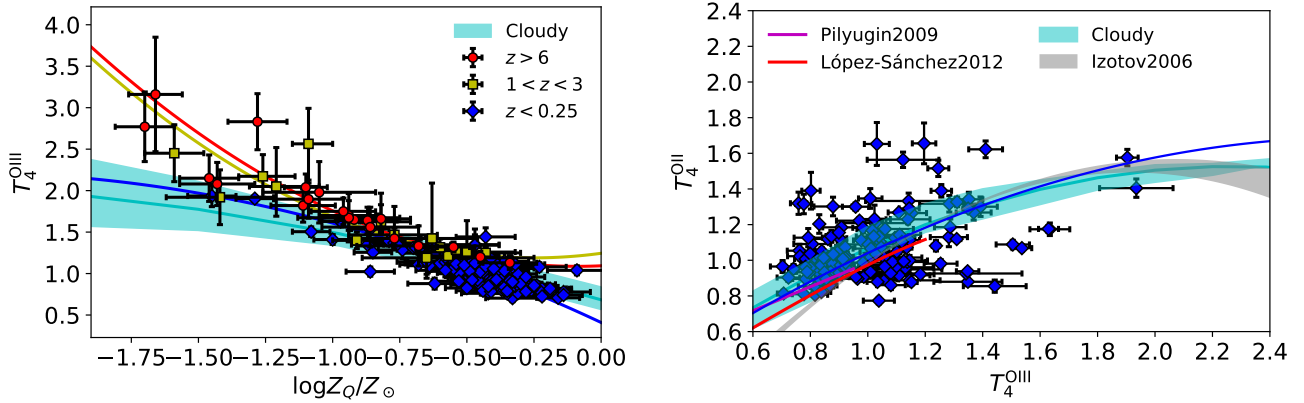 4.0
3.5
3.0
2.5
2.0
1.5
1.0
0.5
T₄^OIII
Cloudy
z > 6
1 < z < 3
z < 0.25
−1.75 −1.50 −1.25 −1.00 −0.75 −0.50 −0.25 0.00
logZ_Q/Z_⊙
2.4
2.2
2.0
1.8
1.6
1.4
1.2
1.0
0.8
0.6
T₄^OII
Pilyugin2009
López-Sánchez2012
Cloudy
Izotov2006
0.6 0.8 1.0 1.2 1.4 1.6 1.8 2.0 2.2 2.4
T₄^OIII